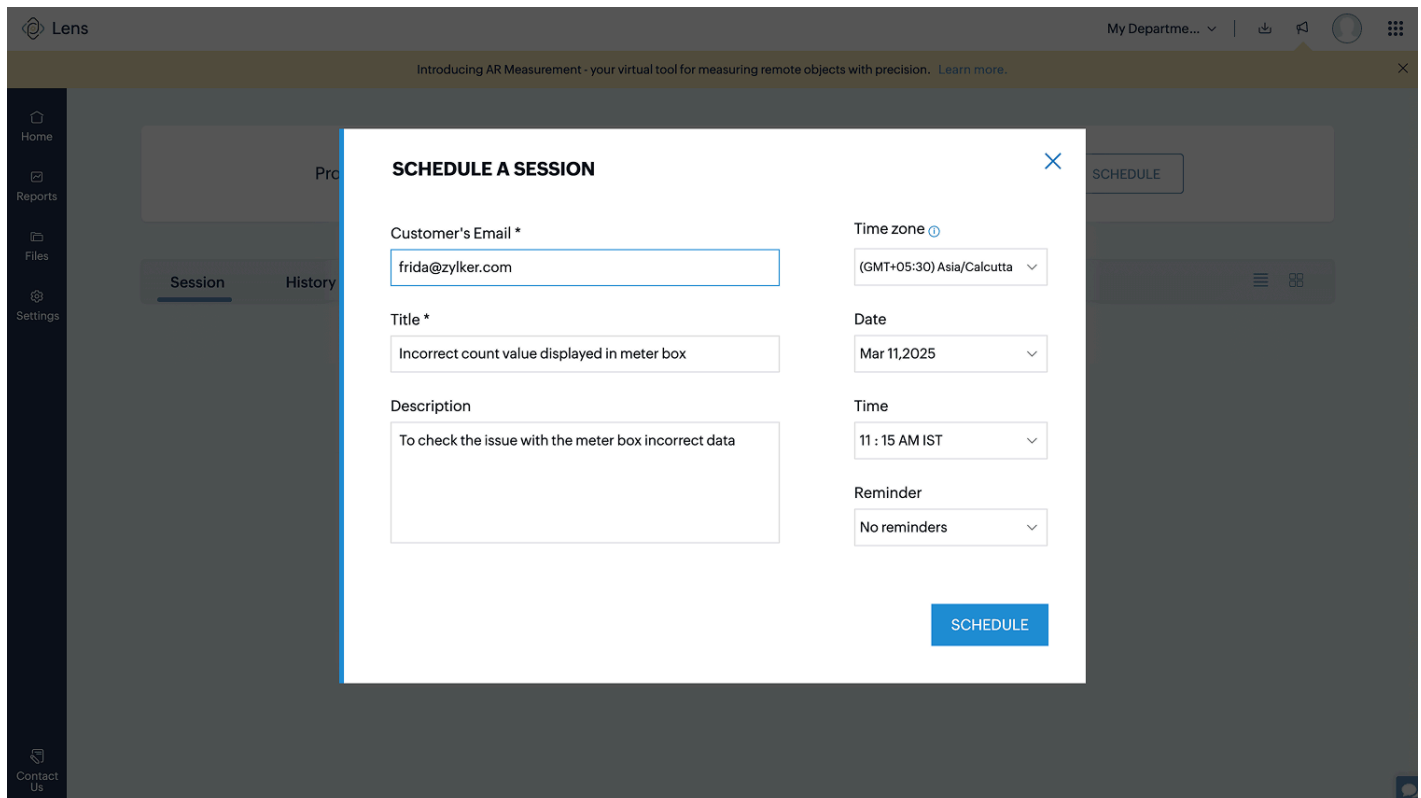 Lens
My Departme...
Introducing AR Measurement - your virtual tool for measuring remote objects with precision. Learn more.
Home
Reports
Files
Settings
Contact
Us
SCHEDULE
Session
History
SCHEDULE A SESSION
Customer's Email *
frida@zylker.com
Title *
Incorrect count value displayed in meter box
Description
To check the issue with the meter box incorrect data
Time zone
(GMT+05:30) Asia/Calcutta
Date
Mar 11,2025
Time
11 : 15 AM IST
Reminder
No reminders
SCHEDULE